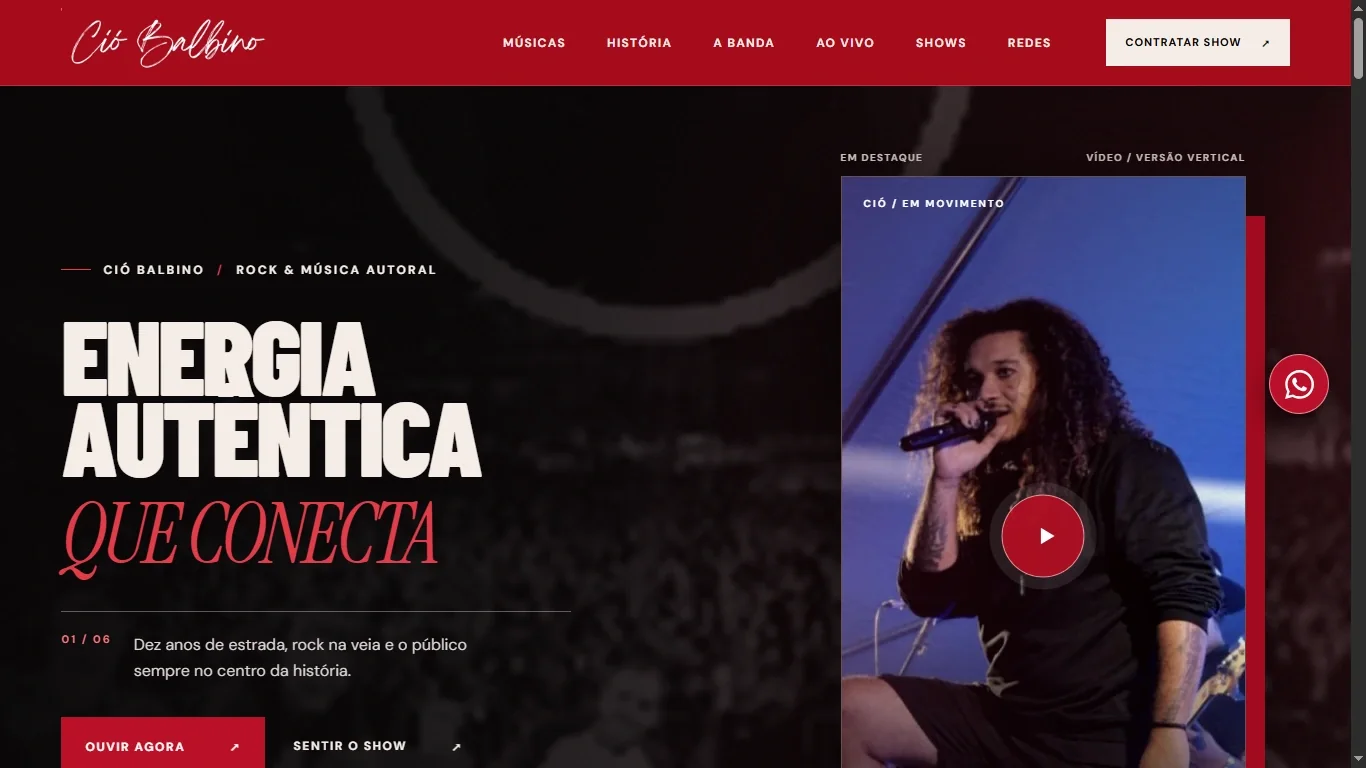 Ció Balbino
MÚSICAS
HISTÓRIA
A BANDA
AO VIVO
SHOWS
REDES
CONTRATAR SHOW ↗
EM DESTAQUE
VÍDEO / VERSÃO VERTICAL
CIÓ / EM MOVIMENTO
CIÓ BALBINO / ROCK & MÚSICA AUTORAL
ENERGIA
AUTÊNTICA
QUE CONECTA
01 / 06
Dez anos de estrada, rock na veia e o público
sempre no centro da história.
OUVIR AGORA ↗
SENTIR O SHOW ↗